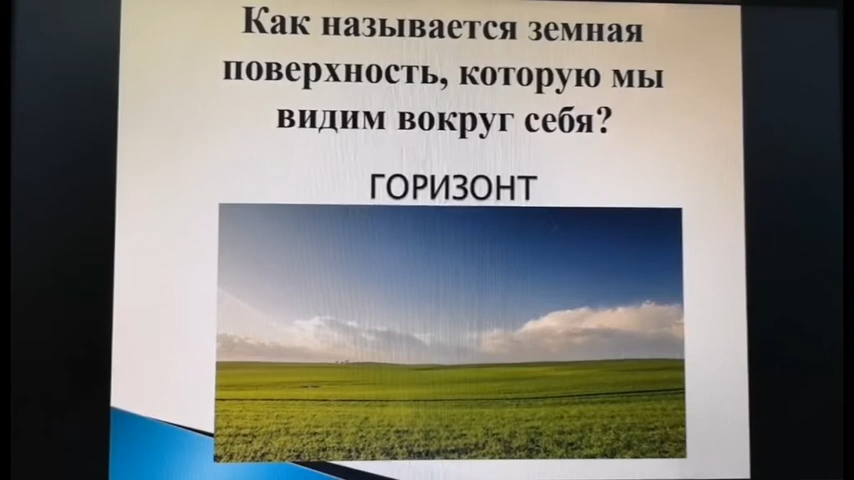 Как называется земная
поверхность, которую мы
видим вокруг себя?
ГОРИЗОНТ